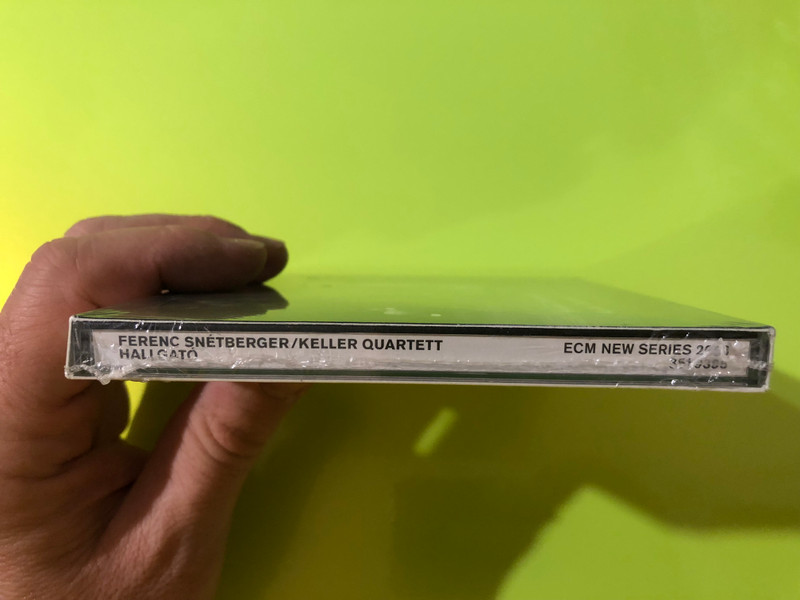 FERENC SNÉTBERGER/KELLER QUARTETT
HALLGATÓ
ECM NEW SERIES